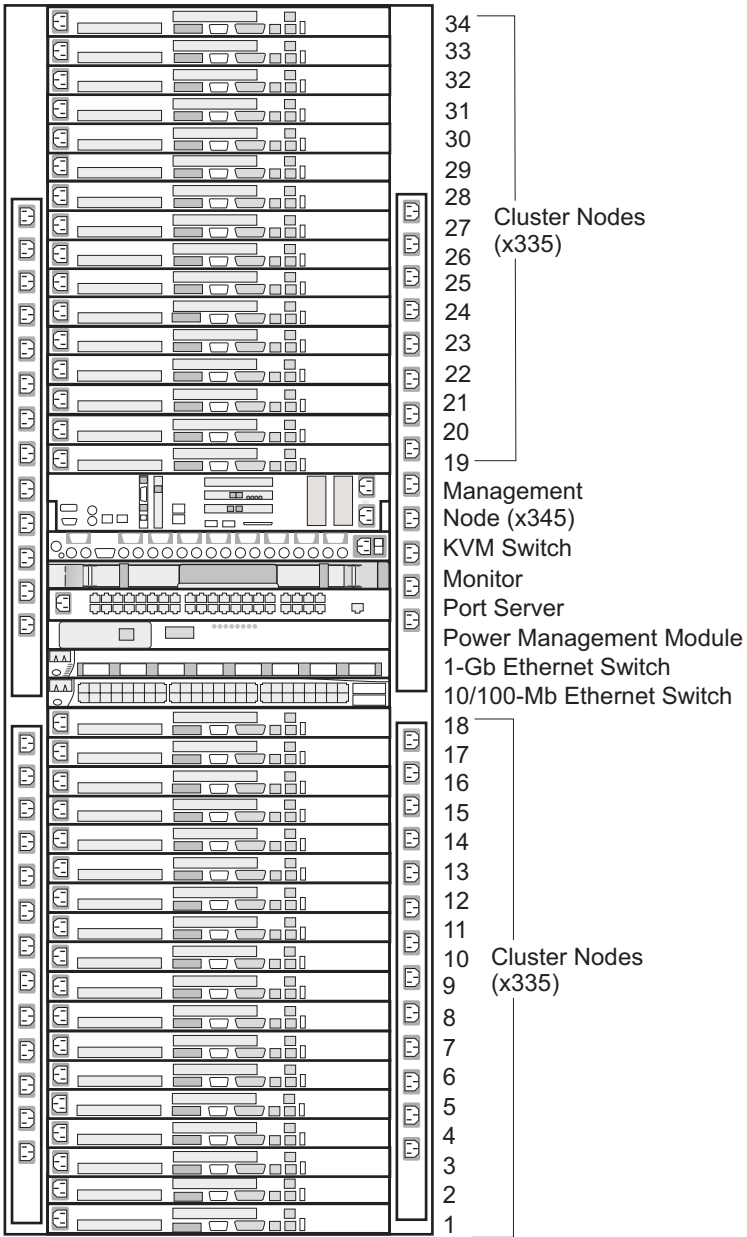 34
33
32
31
30
29
28
27
Cluster Nodes
(x335)
26
25
24
23
22
21
20
19
Management
Node (x345)
KVM Switch
Monitor
Port Server
Power Management Module
1-Gb Ethernet Switch
10/100-Mb Ethernet Switch
18
17
16
15
14
13
12
11
10
Cluster Nodes
(x335)
9
8
7
6
5
4
3
2
1